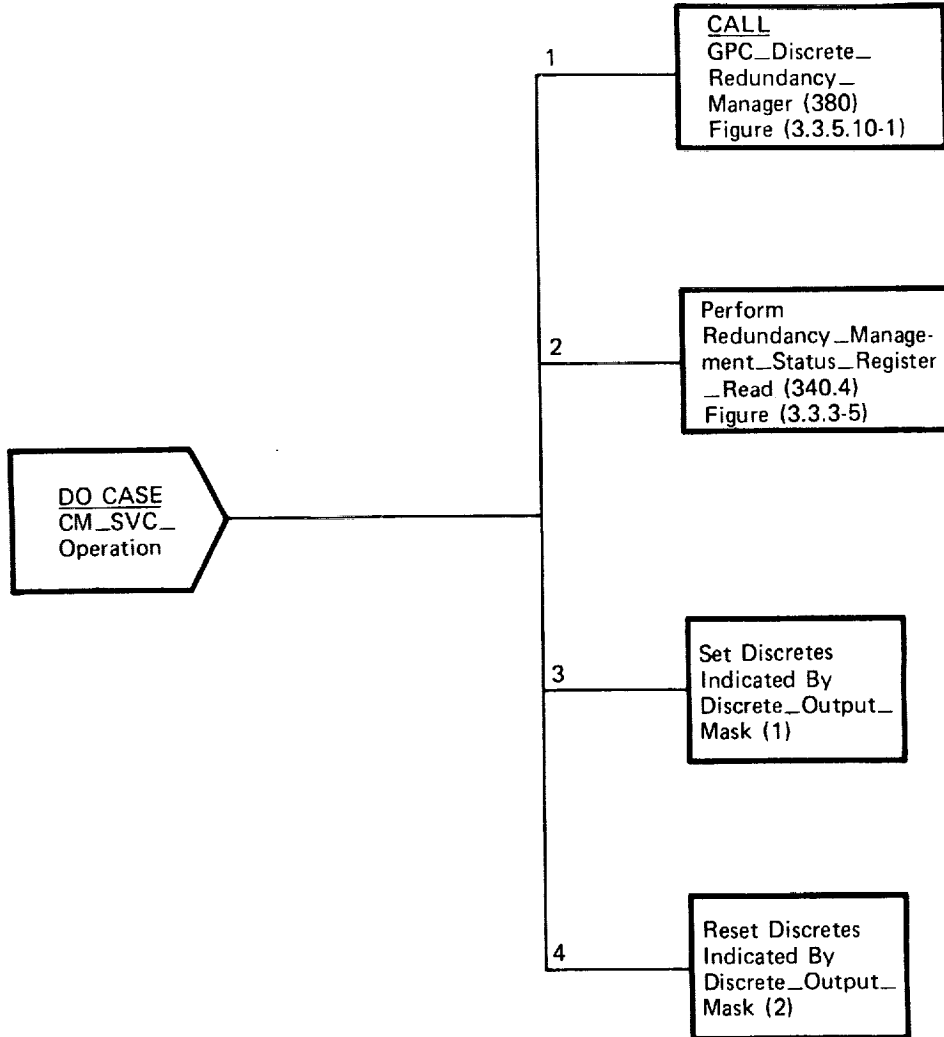 DO CASE
CM_SVC_
Operation
1
CALL
GPC_Discrete_
Redundancy_
Manager (380)
Figure (3.3.5.10-1)
2
Perform
Redundancy_Manage-
ment_Status_Register
_Read (340.4)
Figure (3.3.3-5)
3
Set Discretes
Indicated By
Discrete_Output_
Mask (1)
4
Reset Discretes
Indicated By
Discrete_Output_
Mask (2)